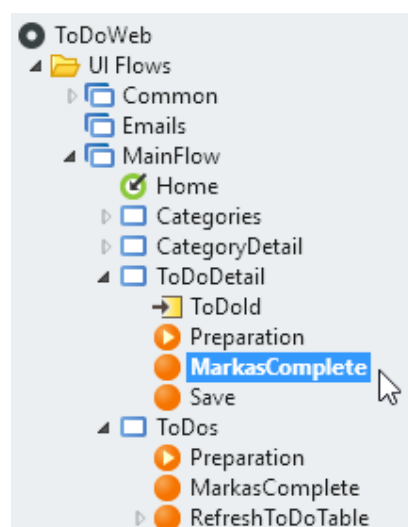 ToDoWeb
UI Flows
Common
Emails
MainFlow
Home
Categories
CategoryDetail
ToDoDetail
ToDoId
Preparation
MarkasComplete
Save
ToDos
Preparation
MarkasComplete
RefreshToDoTable